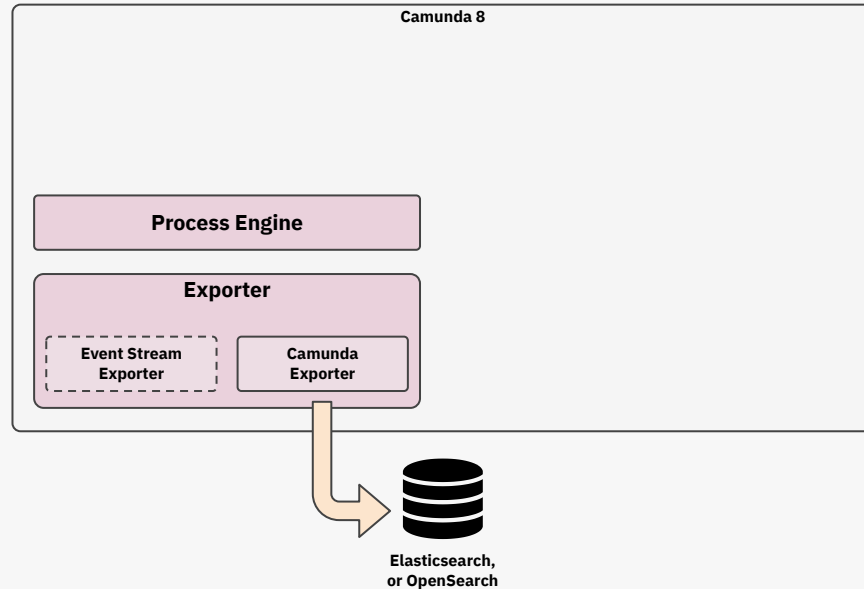 Camunda 8
Process Engine
Exporter
Event Stream
Exporter
Camunda
Exporter
Elasticsearch,
or OpenSearch